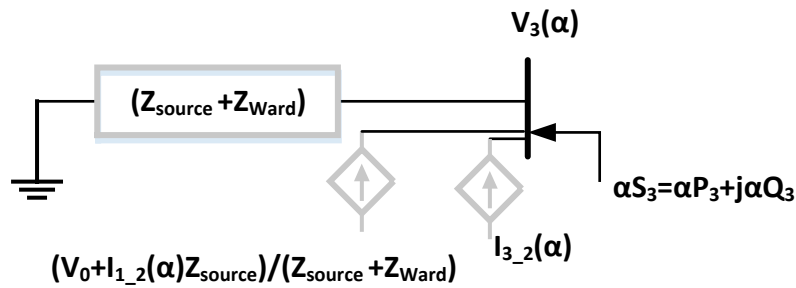 V₃(α)
(Z_source +Z_Ward)
αS₃=αP₃+jαQ₃
I₃_₂(α)
(V₀+I₁_₂(α)Z_source)/(Z_source +Z_Ward)